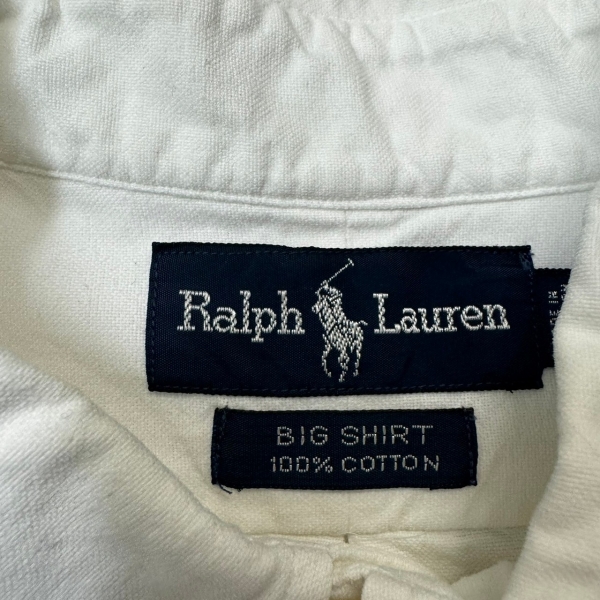 Ralph Lauren
BIG SHIRT
100% COTTON